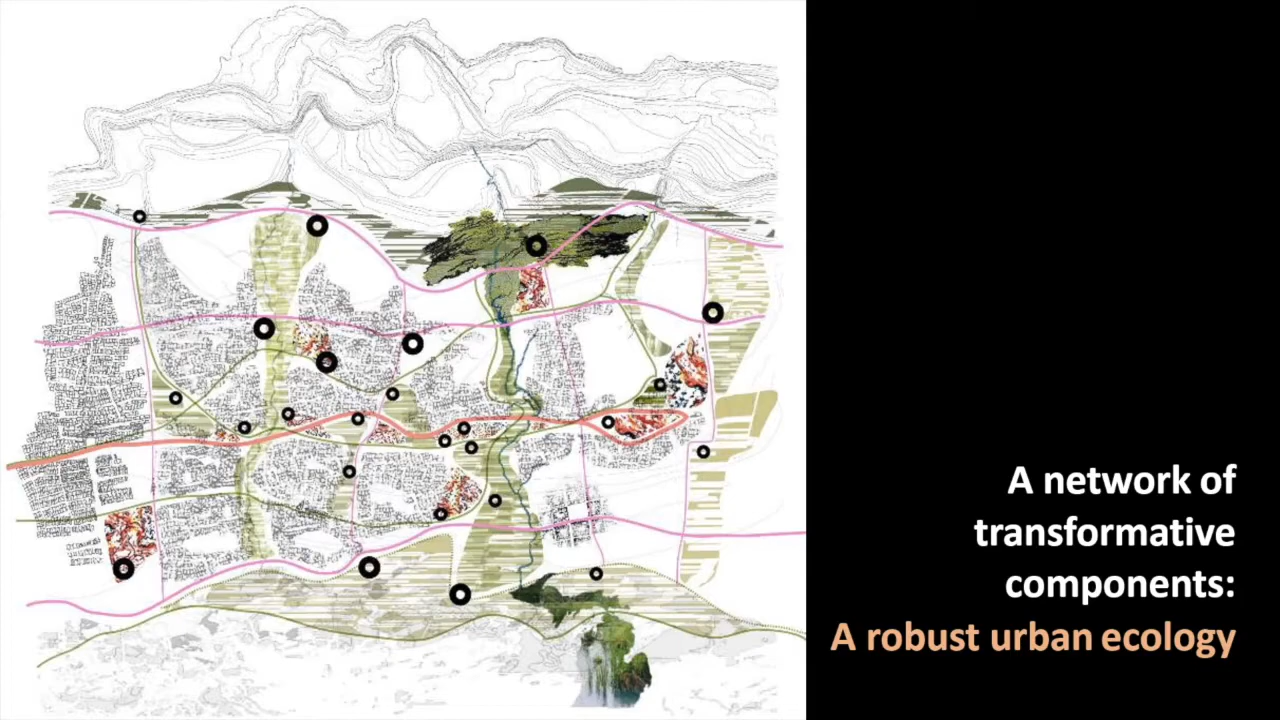 A network of
transformative
components:
A robust urban ecology